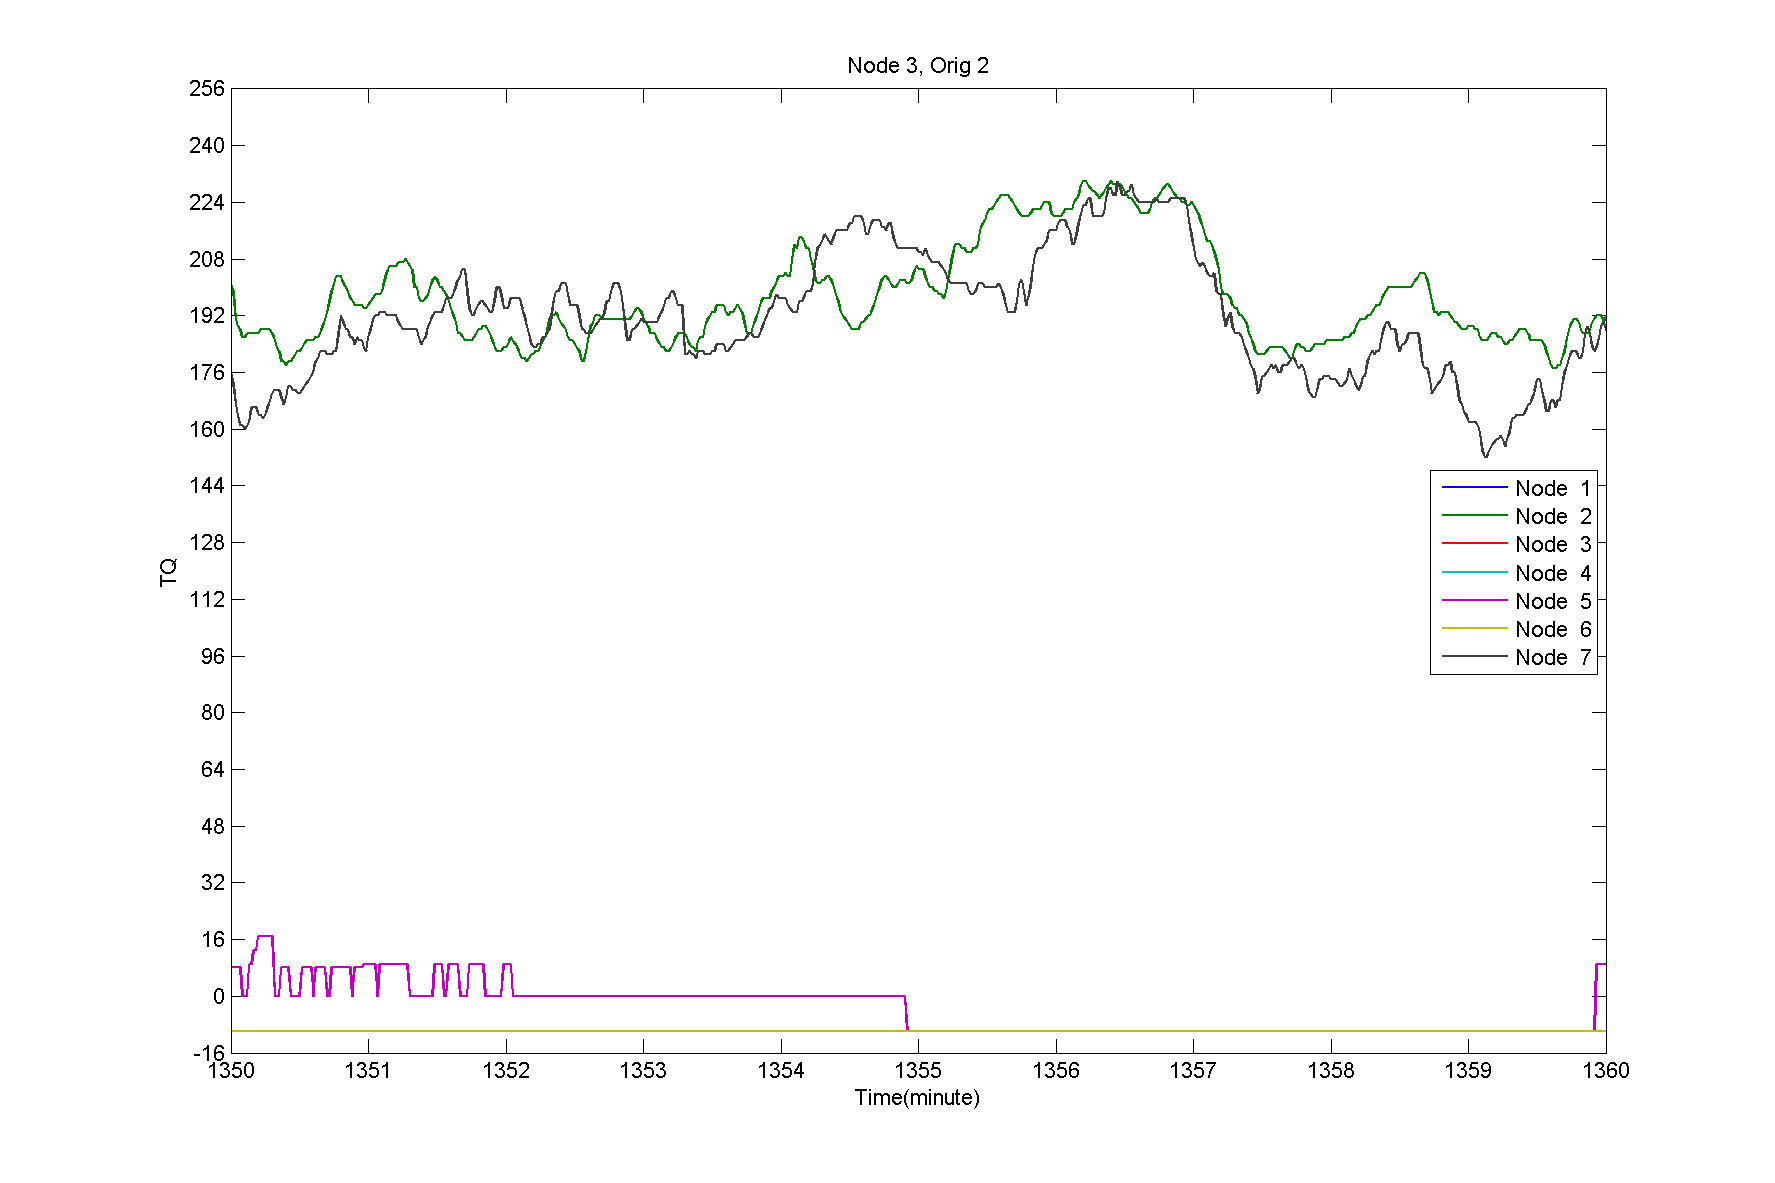 Node 3, Orig 2
256
240
224
208
192
176
160
144
128
112
96
80
64
48
32
16
0
-16
TQ
Node 1
Node 2
Node 3
Node 4
Node 5
Node 6
Node 7
1350 1351 1352 1353 1354 1355 1356 1357 1358 1359 1360
Time(minute)